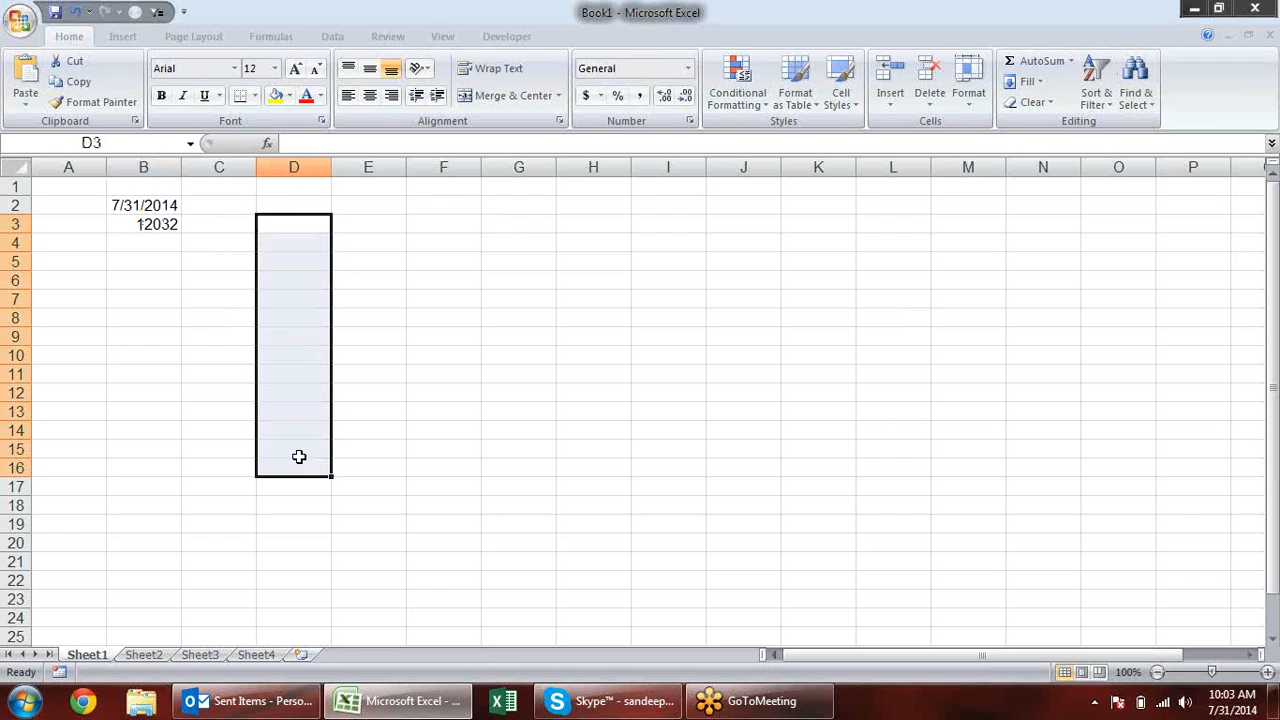 Book1 - Microsoft Excel
Home Insert Page Layout Formulas Data Review View Developer
Paste
Cut
Copy
Format Painter
Clipboard
Arial 12
B I U
Font
Wrap Text
Merge & Center
Alignment
General
$ % ,
Number
Conditional Formatting
Format as Table
Cell Styles
Styles
Insert Delete Format
Cells
AutoSum
Fill
Clear
Sort & Filter
Find & Select
Editing
D3 fx
A B C D E F G H I J K L M N O P
1
2 7/31/2014
3 12032
4
5
6
7
8
9
10
11
12
13
14
15
16
17
18
19
20
21
22
23
24
25
Sheet1 Sheet2 Sheet3 Sheet4
Ready 100%
Sent Items - Perso...
Microsoft Excel - ...
Skype™ - sandeep...
GoToMeeting
10:03 AM
7/31/2014